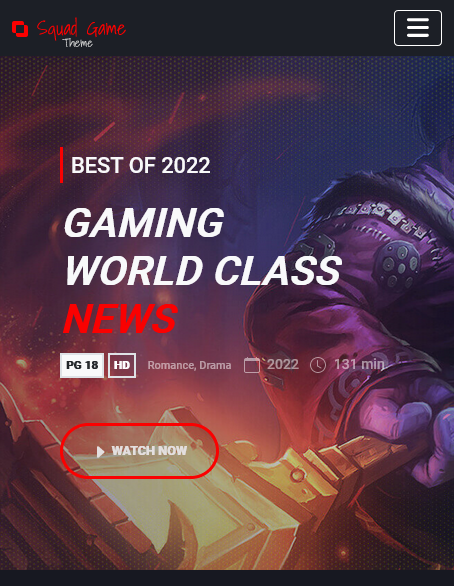 Squad Game
Theme
BEST OF 2022
GAMING
WORLD CLASS
NEWS
PG 18 HD Romance, Drama `2022 131 min
WATCH NOW